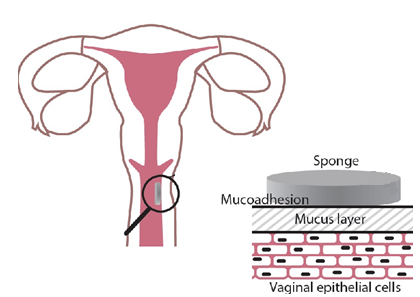 Sponge
Mucoadhesion
Mucus layer
Vaginal epithelial cells